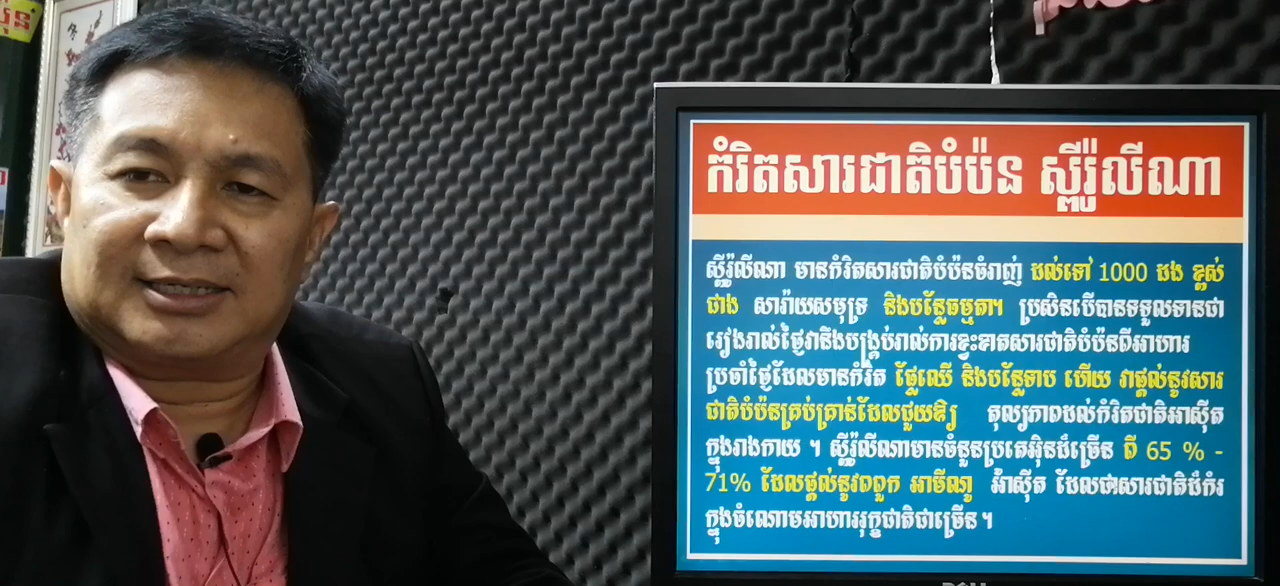 កំរិតសារជាតិបំប៉ន ស្ពីរ៉ូលីណា
ស្ពីរ៉ូលីណា មានកំរិតសារជាតិបំប៉នចំរាញ់ ដល់ទៅ 1000 ដង ខ្ពស់
ជាង សារ៉ាយសមុទ្រ និងបន្លែធម្មតា។ ប្រសិនបើបានទទួលទានជា
រៀងរាល់ថ្ងៃវានិងបង្គ្រប់រាល់ការខ្វះខាតសារជាតិបំប៉នពីអាហារ
ប្រចាំថ្ងៃដែលមានកំរិត ផ្លែឈើ និងបន្លែទាប ហើយ វាផ្តល់នូវសារ
ជាតិបំប៉នគ្រប់គ្រាន់ដែលជួយឱ្យ តុល្យភាពដល់កំរិតជាតិអាស៊ីត
ក្នុងរាងកាយ ។ ស្ពីរ៉ូលីណាមានចំនួនប្រូតេអ៊ិនដ៏ច្រើន ពី 65 % -
71% ដែលផ្តល់នូវពពួក អាមីណូ អ៉ាស៊ីត ដែលជាសារជាតិដ៏កំរ
ក្នុងចំណោមអាហាររុក្ខជាតិជាច្រើន។